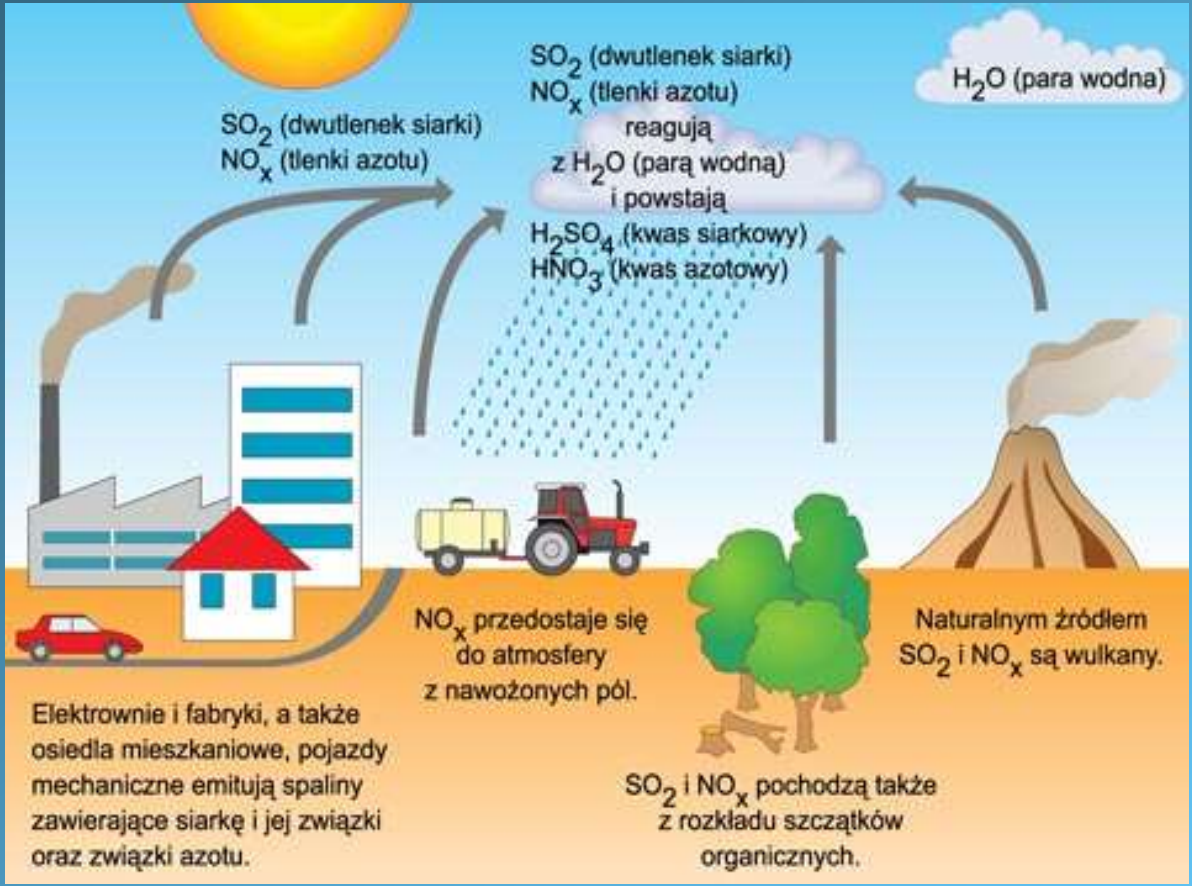 SO2 (dwutlenek siarki)
NOx (tlenki azotu)
SO2 (dwutlenek siarki)
NOx (tlenki azotu)
reagują
z H2O (parą wodną)
i powstają
H2SO4 (kwas siarkowy)
HNO3 (kwas azotowy)
H2O (para wodna)
Elektrownie i fabryki, a także
osiedla mieszkaniowe, pojazdy
mechaniczne emitują spaliny
zawierające siarkę i jej związki
oraz związki azotu.
NOx przedostaje się
do atmosfery
z nawożonych pól.
SO2 i NOx pochodzą także
z rozkładu szczątków
organicznych.
Naturalnym źródłem
SO2 i NOx są wulkany.